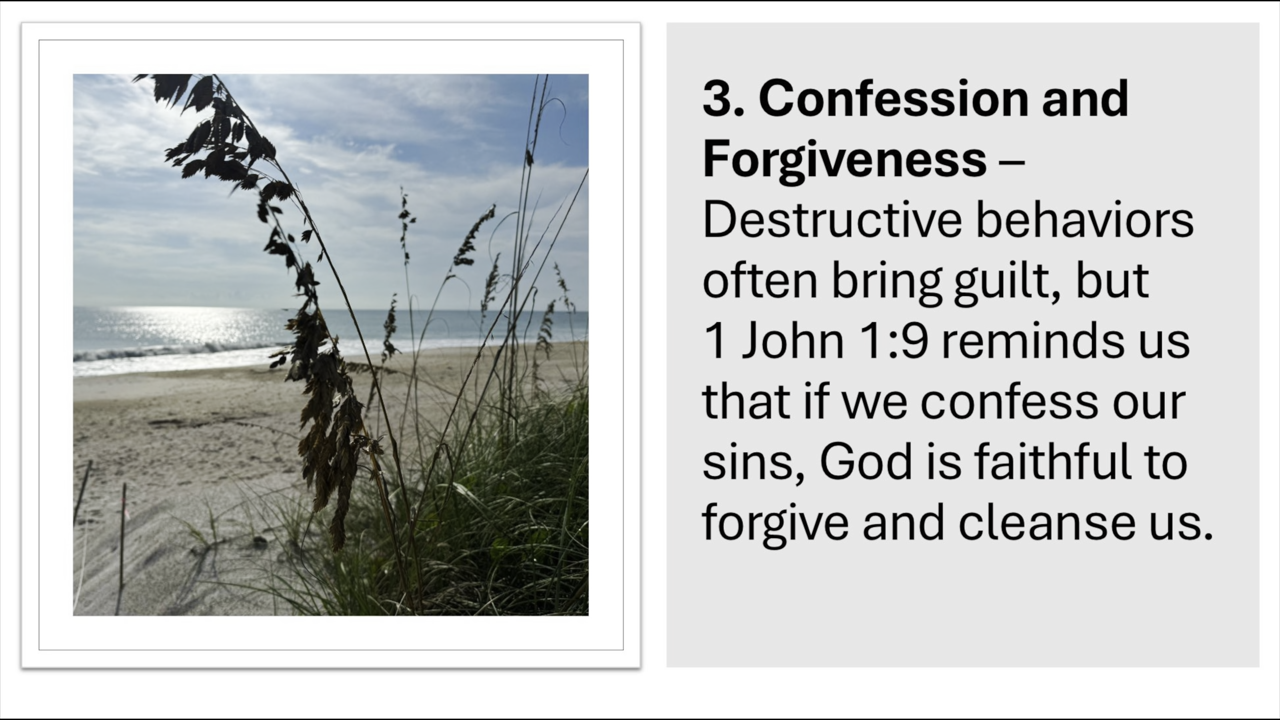 3. Confession and
Forgiveness –
Destructive behaviors
often bring guilt, but
1 John 1:9 reminds us
that if we confess our
sins, God is faithful to
forgive and cleanse us.